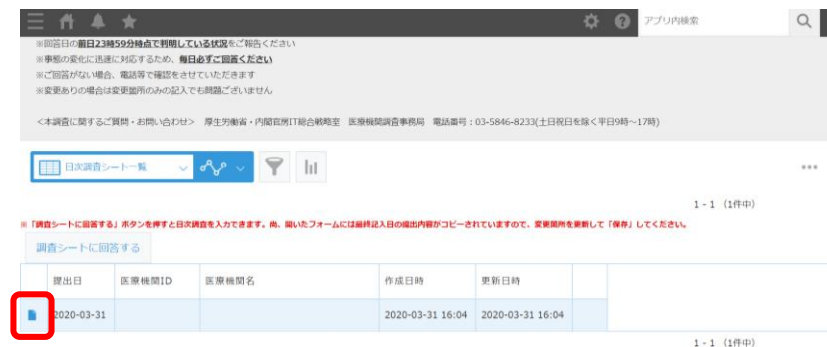 アプリ内検索
※回答日の前日23時59分時点で判明している状況をご報告ください
※事態の変化に迅速に対応するため、毎日必ずご回答ください
※ご回答がない場合、電話等で確認をさせていただきます
※変更ありの場合は変更箇所のみの記入でも問題ございません
＜本調査に関するご質問・お問い合わせ＞ 厚生労働省・内閣官房IT総合戦略室 医療機関調査事務局 電話番号：03-5846-8233(土日祝日を除く平日9時～17時)
日次調査シート一覧
1 - 1 （1件中）
※「調査シートに回答する」ボタンを押すと日次調査を入力できます。尚、開いたフォームには最終記入日の提出内容がコピーされていますので、変更箇所を更新して「保存」してください。
調査シートに回答する
提出日 医療機関ID 医療機関名 作成日時 更新日時
2020-03-31 2020-03-31 16:04 2020-03-31 16:04
1 - 1 （1件中）